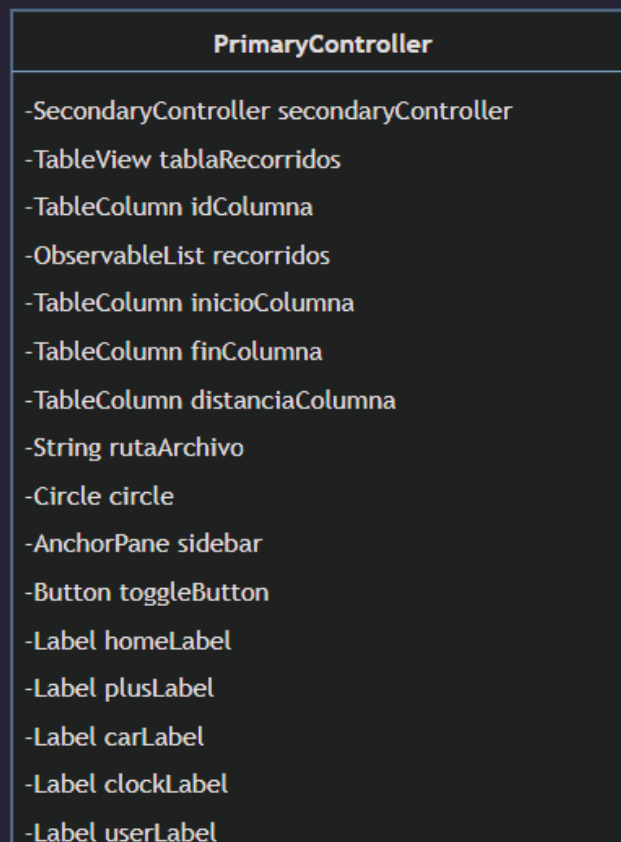 PrimaryController
-SecondaryController secondaryController
-TableView tablaRecorridos
-TableColumn idColumna
-ObservableList recorridos
-TableColumn inicioColumna
-TableColumn finColumna
-TableColumn distanciaColumna
-String rutaArchivo
-Circle circle
-AnchorPane sidebar
-Button toggleButton
-Label homeLabel
-Label plusLabel
-Label carLabel
-Label clockLabel
-Label userLabel